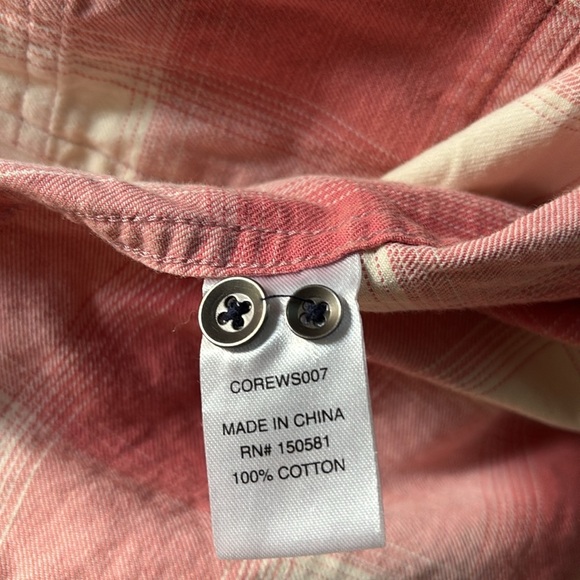 COREWS007
MADE IN CHINA
RN# 150581
100% COTTON